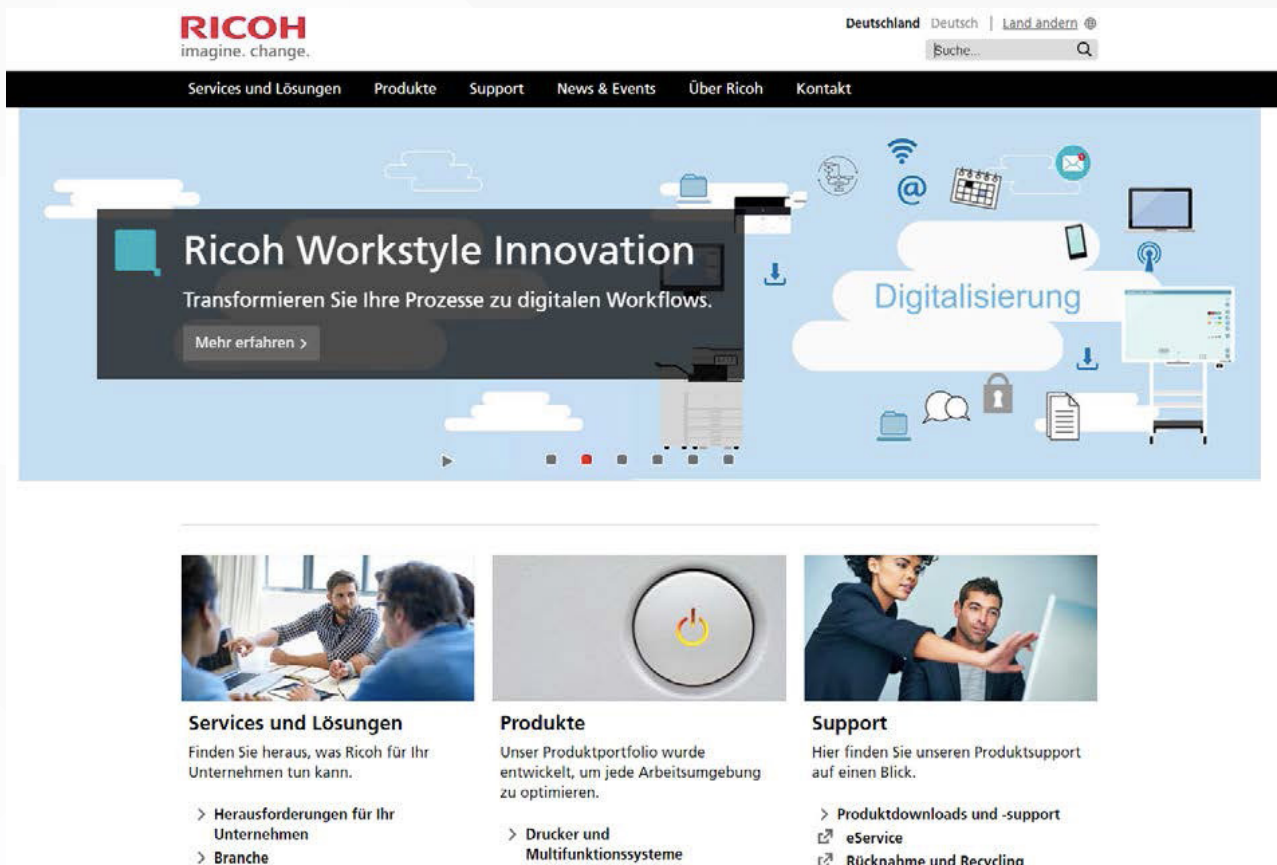 RICOH
imagine. change.
Deutschland Deutsch | Land ändern
Suche...
Services und Lösungen Produkte Support News & Events Über Ricoh Kontakt
Ricoh Workstyle Innovation
Transformieren Sie Ihre Prozesse zu digitalen Workflows.
Mehr erfahren >
@
Digitalisierung
Services und Lösungen
Finden Sie heraus, was Ricoh für Ihr
Unternehmen tun kann.
> Herausforderungen für Ihr
Unternehmen
> Branche
Produkte
Unser Produktportfolio wurde
entwickelt, um jede Arbeitsumgebung
zu optimieren.
> Drucker und
Multifunktionssysteme
Support
Hier finden Sie unseren Produktsupport
auf einen Blick.
> Produktdownloads und -support
eService
Rücknahme und Recycling